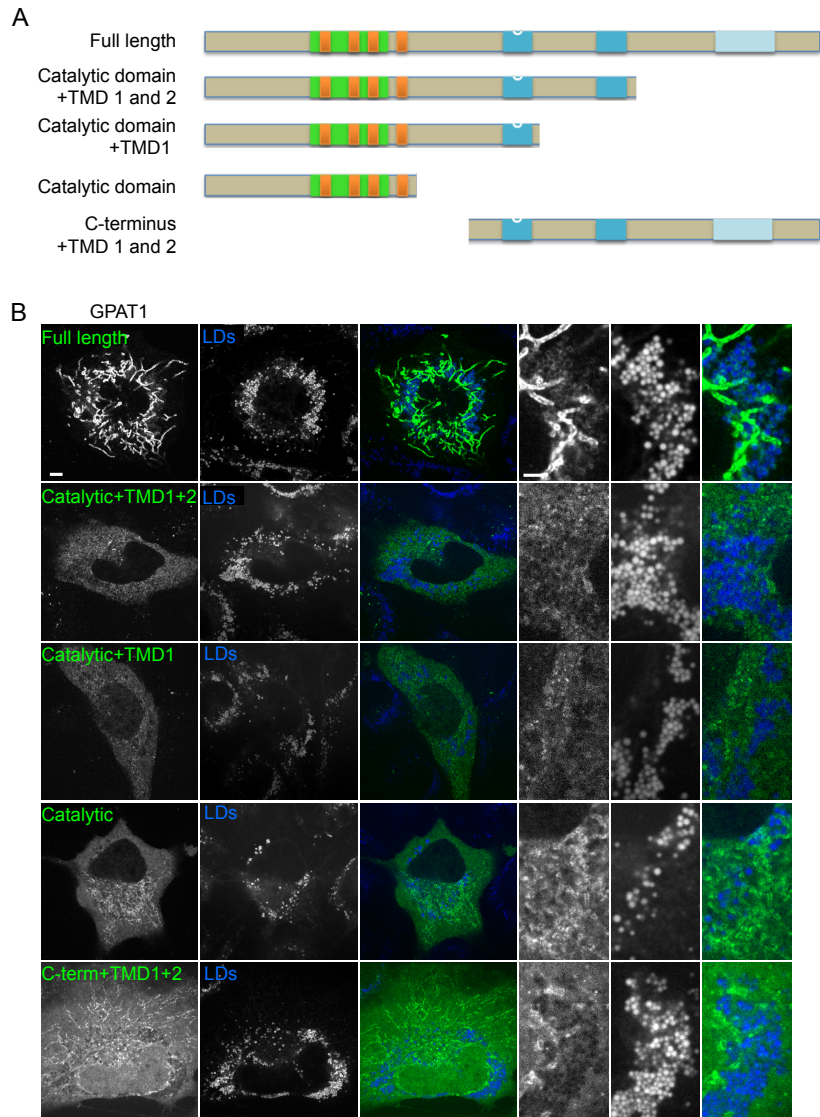 A
Full length
Catalytic domain
+TMD 1 and 2
Catalytic domain
+TMD1
Catalytic domain
C-terminus
+TMD 1 and 2
B
GPAT1
Full length
LDs
Catalytic+TMD1+2
LDs
Catalytic+TMD1
LDs
Catalytic
LDs
C-term+TMD1+2
LDs